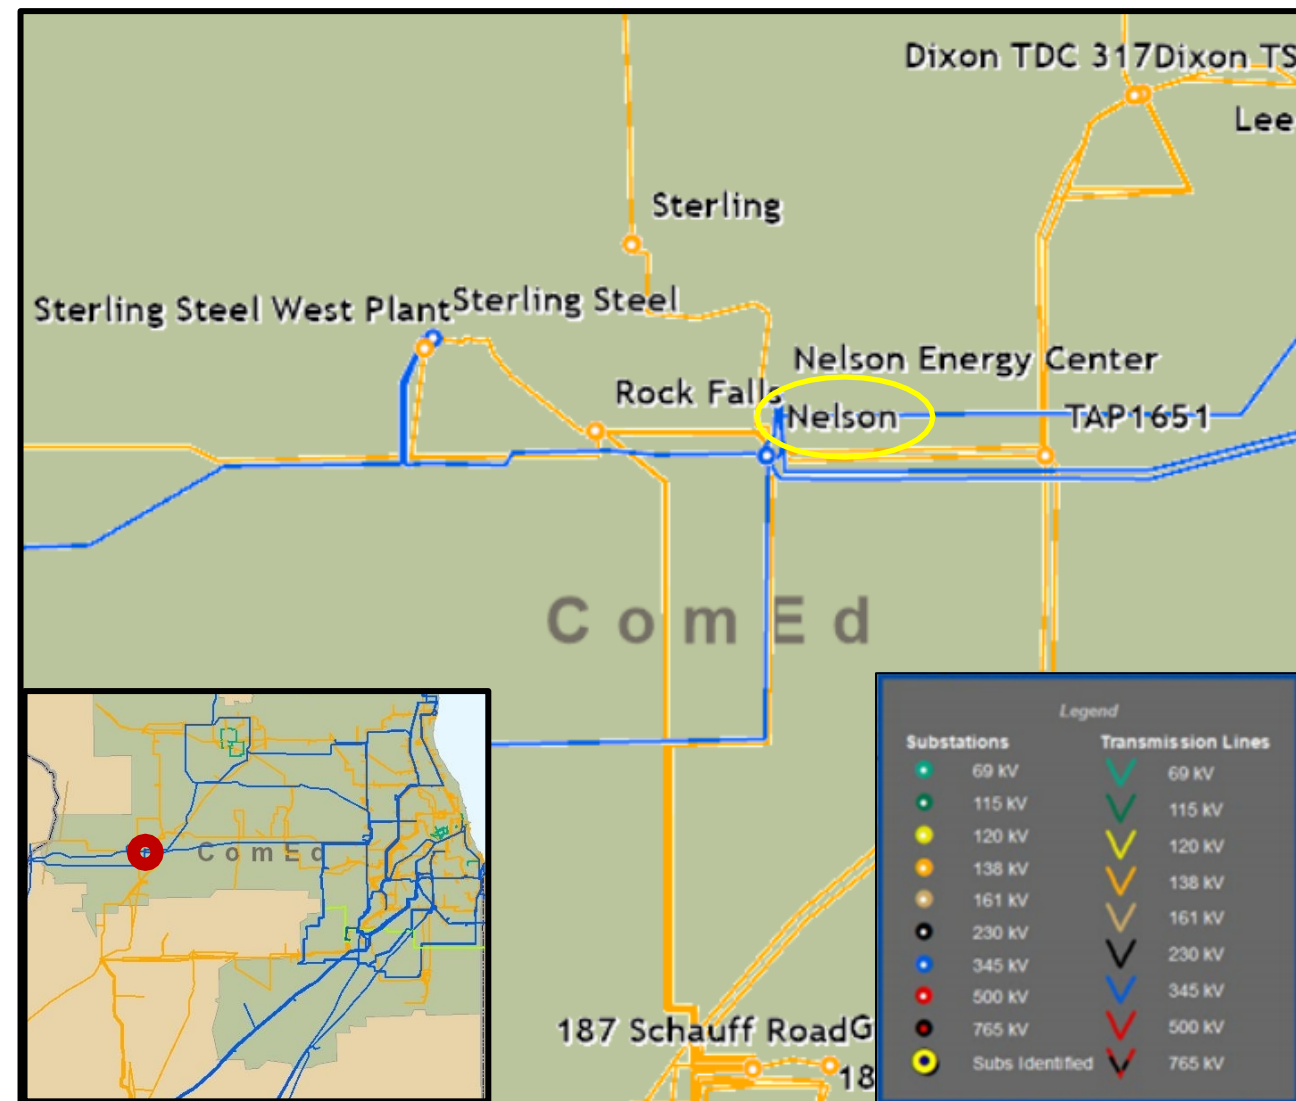 Dixon TDC 317Dixon TS
Lee
Sterling
Sterling Steel West Plant
Sterling Steel
Nelson Energy Center
Rock Falls
Nelson
TAP1651
ComEd
187 Schauff Road
G
18
ComEd
Legend
Substations Transmission Lines
69 kV 69 kV
115 kV 115 kV
120 kV 120 kV
138 kV 138 kV
161 kV 161 kV
230 kV 230 kV
345 kV 345 kV
500 kV 500 kV
765 kV 765 kV
Subs Identified